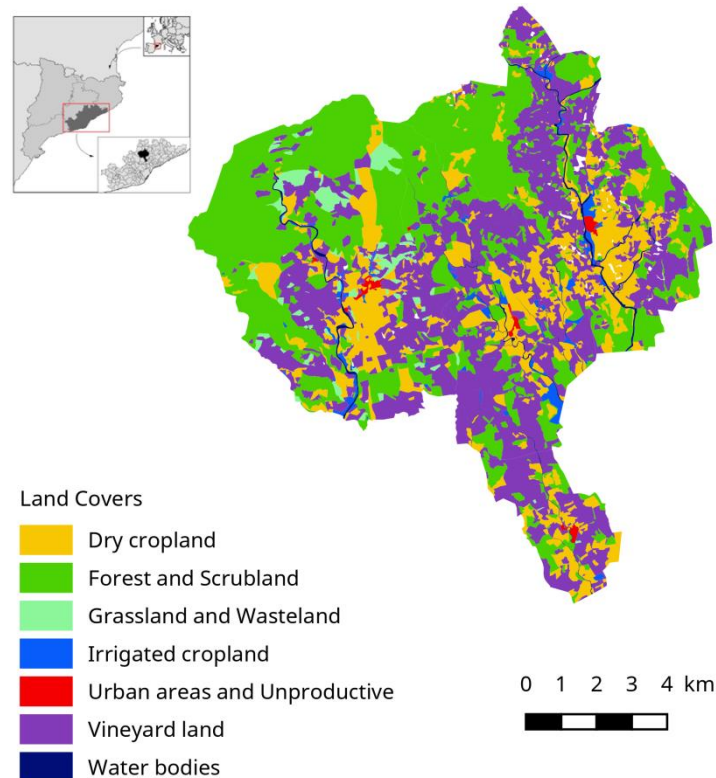 Land Covers
Dry cropland
Forest and Scrubland
Grassland and Wasteland
Irrigated cropland
Urban areas and Unproductive
Vineyard land
Water bodies
0 1 2 3 4 km